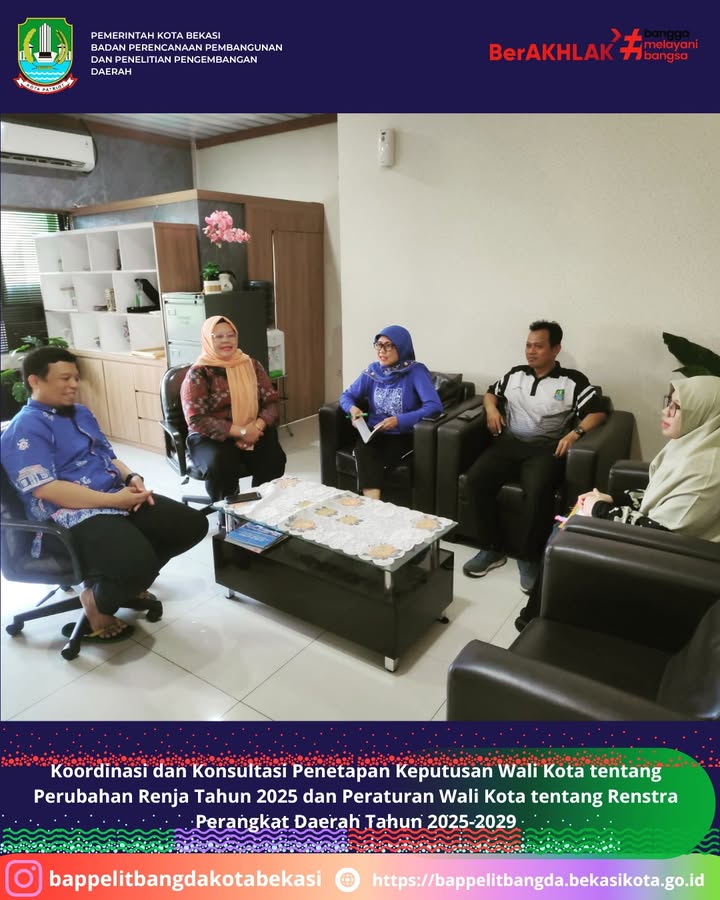 PEMERINTAH KOTA BEKASI
BADAN PERENCANAAN PEMBANGUNAN
DAN PENELITIAN PENGEMBANGAN
DAERAH
KOTA PATRIOT
BerAKHLAK
#bangga
melayani
bangsa
Koordinasi dan Konsultasi Penetapan Keputusan Wali Kota tentang
Perubahan Renja Tahun 2025 dan Peraturan Wali Kota tentang Renstra
Perangkat Daerah Tahun 2025-2029
bappelitbangdakotabekasi
https://bappelitbangda.bekasikota.go.id